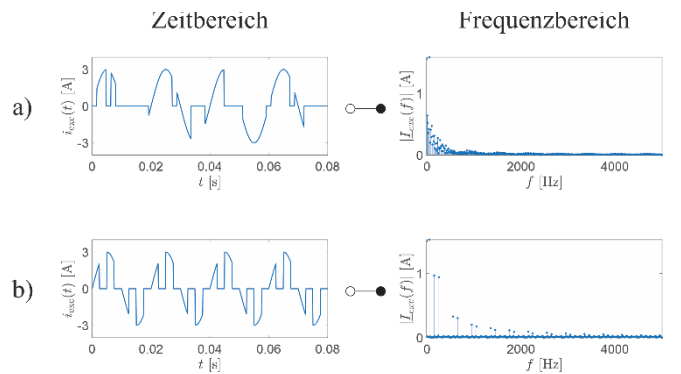 Zeitbereich
Frequenzbereich
a)
i_exc(t) [A]
3
0
-3
0
0.02
0.04
0.06
0.08
t [s]
|I_exc(f)| [A]
1
0
0
2000
4000
f [Hz]
b)
i_exc(t) [A]
3
0
-3
0
0.02
0.04
0.06
0.08
t [s]
|I_exc(f)| [A]
1
0
0
2000
4000
f [Hz]